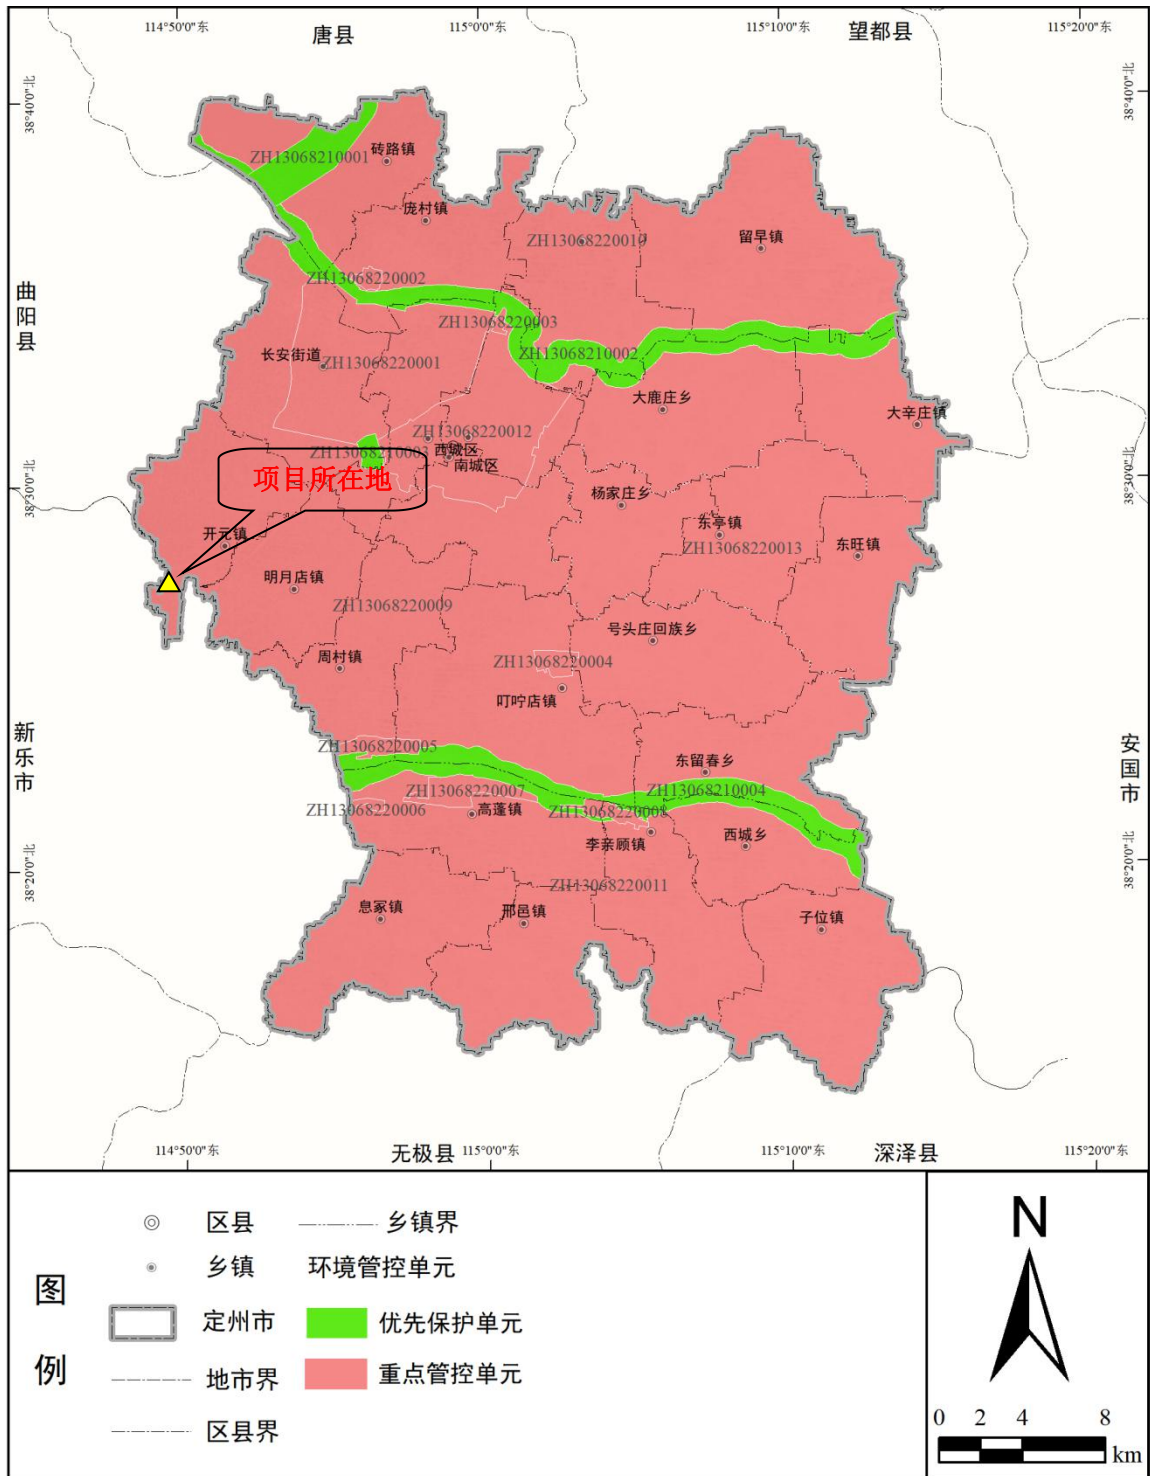 114°50'0"东
115°0'0"东
115°10'0"东
115°20'0"东
唐县
望都县
38°40'0"北
38°40'0"北
ZH13068210001
砖路镇
庞村镇
ZH13068220010
留早镇
ZH13068220002
曲阳县
ZH13068220003
长安街道
ZH13068220001
ZH13068210002
大鹿庄乡
大辛庄镇
ZH13068220012
ZH13068210003
西城区
南城区
项目所在地
38°30'0"北
38°30'0"北
杨家庄乡
开元镇
东亭镇
ZH13068220013
东旺镇
明月店镇
ZH13068220009
号头庄回族乡
周村镇
ZH13068220004
叮咛店镇
新乐市
安国市
ZH13068220005
东留春乡
ZH13068220007
ZH13068210004
ZH13068220006
高蓬镇
ZH13068220008
李亲顾镇
西城乡
38°20'0"北
38°20'0"北
ZH13068220011
息冢镇
邢邑镇
子位镇
114°50'0"东
无极县
115°0'0"东
115°10'0"东
深泽县
115°20'0"东
图例
区县
乡镇界
乡镇
环境管控单元
定州市
优先保护单元
地市界
重点管控单元
区县界
N
0 2 4 8
km